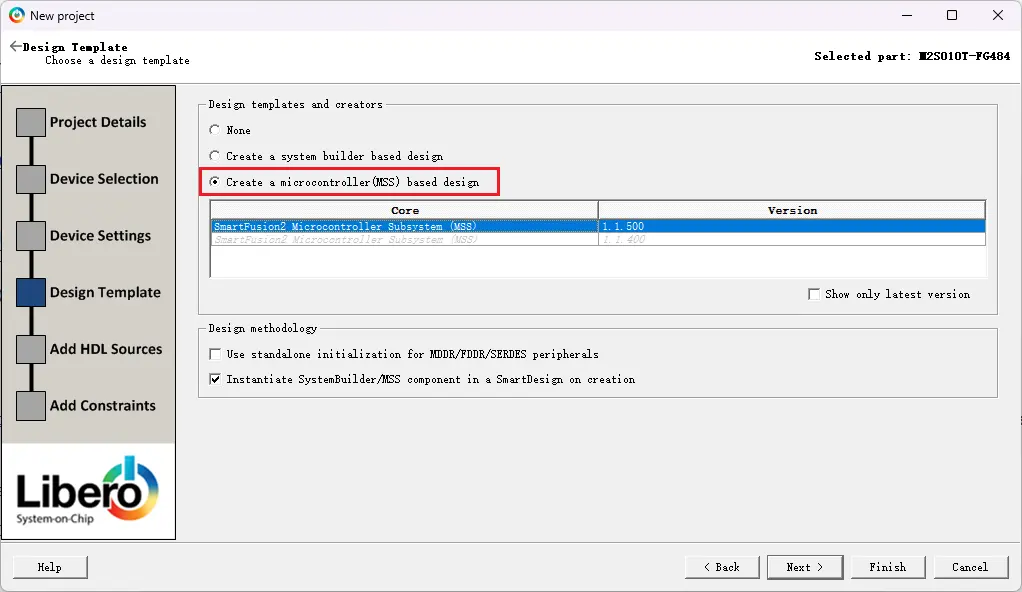 New project
Design Template
Choose a design template
Selected part: M2S010T-FG484
Project Details
Device Selection
Device Settings
Design Template
Add HDL Sources
Add Constraints
Libero
System-on-Chip
Design templates and creators
None
Create a system builder based design
Create a microcontroller(MSS) based design
Core Version
SmartFusion2 Microcontroller Subsystem (MSS) 1.1.500
SmartFusion2 Microcontroller Subsystem (MSS) 1.1.400
Show only latest version
Design methodology
Use standalone initialization for MDDR/FDDR/SERDES peripherals
Instantiate SystemBuilder/MSS component in a SmartDesign on creation
Help
< Back
Next >
Finish
Cancel